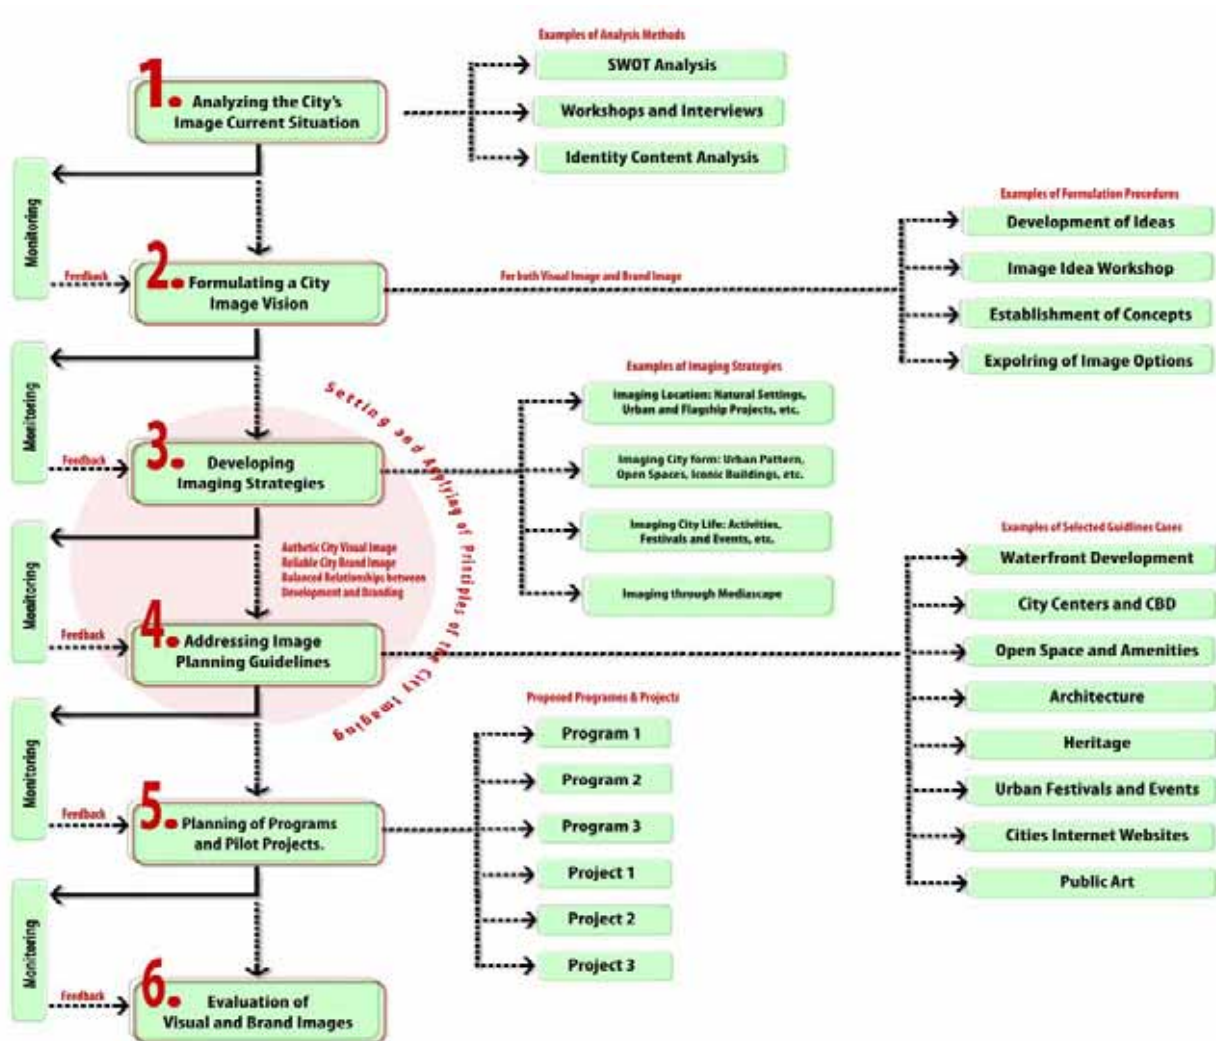 Examples of Analysis Methods
1.
Analyzing the City's
Image Current Situation
SWOT Analysis
Workshops and Interviews
Identity Content Analysis
Monitoring
Feedback
2.
Formulating a City
Image Vision
For both Visual Image and Brand Image
Examples of Formulation Procedures
Development of Ideas
Image Idea Workshop
Establishment of Concepts
Expolring of Image Options
Monitoring
Feedback
3.
Developing
Imaging Strategies
Setting and Applying of Principles of the City Imaging
Examples of Imaging Strategies
Imaging Location: Natural Settings,
Urban and Flagship Projects, etc.
Imaging City form: Urban Pattern,
Open Spaces, Iconic Buildings, etc.
Imaging City Life: Activities,
Festivals and Events, etc.
Imaging through Mediascape
Authetic City Visual Image
Reliable City Brand Image
Balanced Relationships between
Development and Branding
Monitoring
Feedback
4.
Addressing Image
Planning Guidelines
Examples of Selected Guidlines Cases
Waterfront Development
City Centers and CBD
Open Space and Amenities
Architecture
Heritage
Urban Festivals and Events
Cities Internet Websites
Public Art
Monitoring
Feedback
5.
Planning of Programs
and Pilot Projects.
Proposed Programes & Projects
Program 1
Program 2
Program 3
Project 1
Project 2
Project 3
Monitoring
Feedback
6.
Evaluation of
Visual and Brand Images